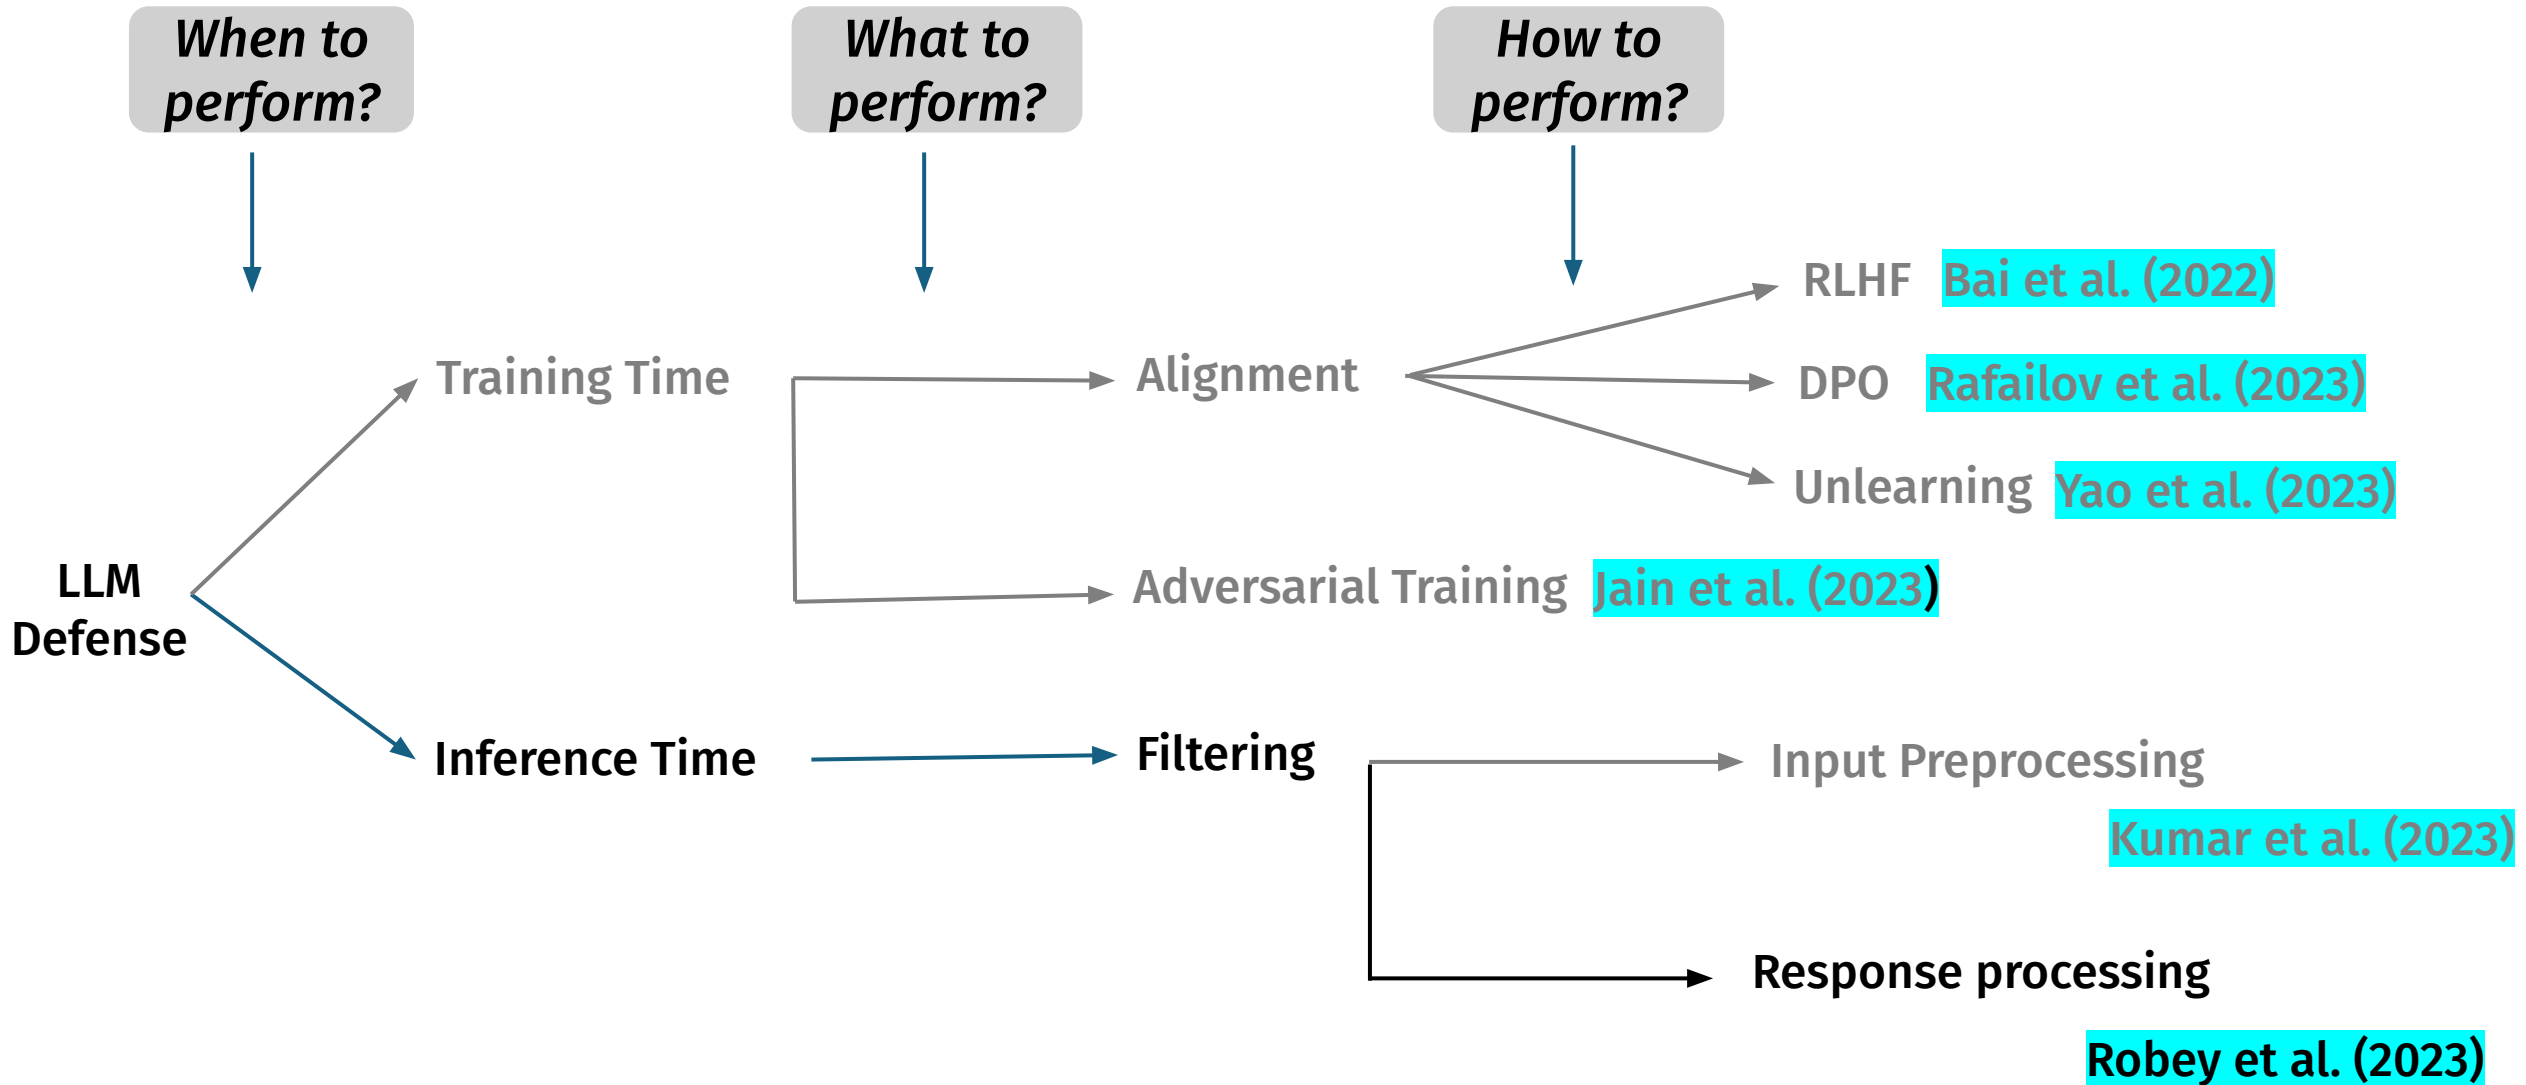 When to
perform?
What to
perform?
How to
perform?
RLHF Bai et al. (2022)
Training Time
Alignment
DPO Rafailov et al. (2023)
Unlearning Yao et al. (2023)
LLM
Defense
Adversarial Training Jain et al. (2023)
Inference Time
Filtering
Input Preprocessing
Kumar et al. (2023)
Response processing
Robey et al. (2023)